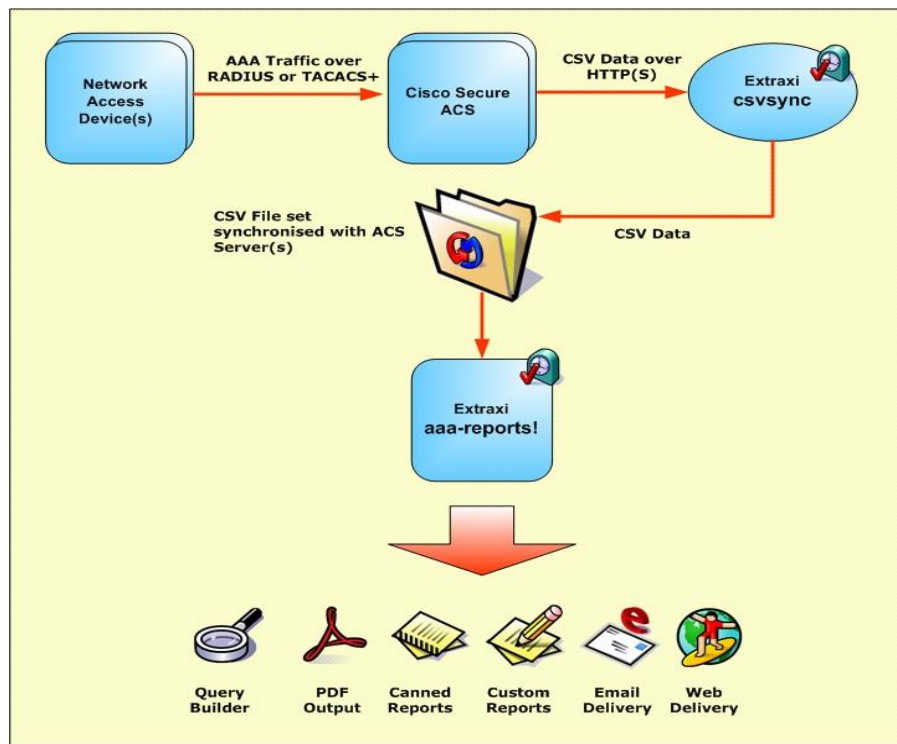 Network
Access
Device(s)
AAA Traffic over
RADIUS or TACACS+
Cisco Secure
ACS
CSV Data over
HTTP(S)
Extraxi
csvsync
CSV File set
synchronised with ACS
Server(s)
CSV Data
Extraxi
aaa-reports!
Query
Builder
PDF
Output
Canned
Reports
Custom
Reports
Email
Delivery
Web
Delivery